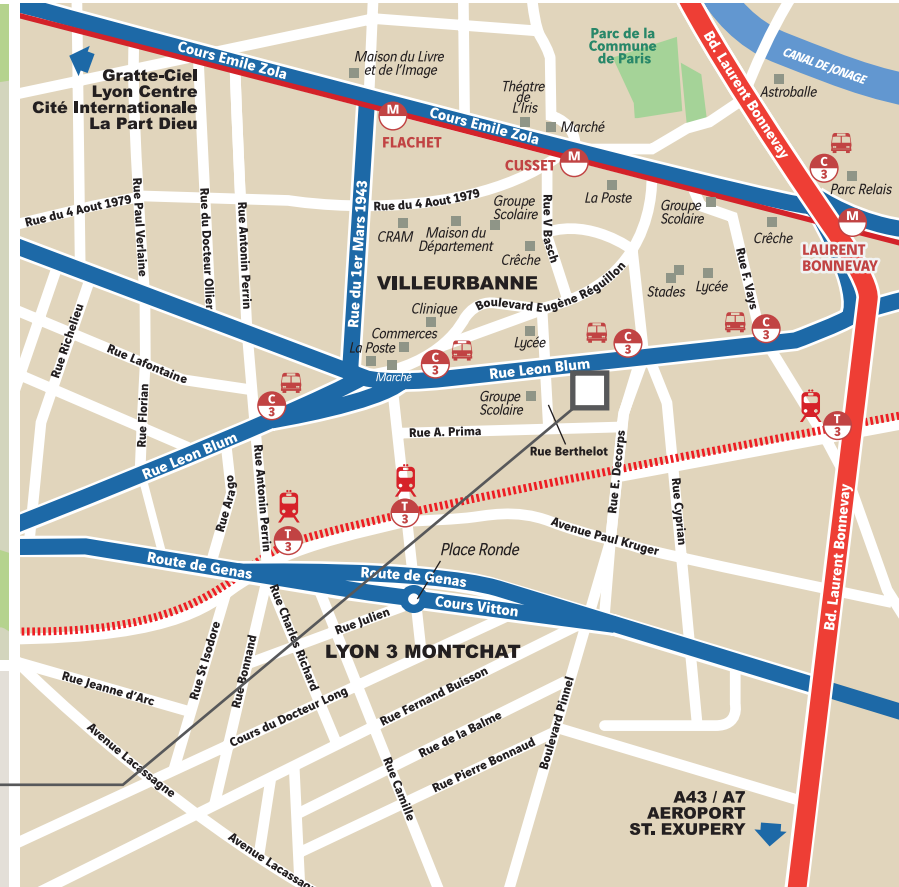 Cours Emile Zola
Gratte-Ciel
Lyon Centre
Cité Internationale
La Part Dieu
Maison du Livre
et de l'Image
Parc de la
Commune
de Paris
Bd. Laurent Bonnevay
CANAL DE JONAGE
Astroballe
Théatre
de
L'Iris
Marché
M
FLACHET
Cours Emile Zola
CUSSET
M
La Poste
C
3
Parc Relais
M
LAURENT
BONNEVAY
Rue du 4 Aout 1979
Rue Paul Verlaine
Rue du Docteur Ollier
Rue Antonin Perrin
Rue du 1er Mars 1943
Rue du 4 Aout 1979
CRAM
Maison du
Département
Groupe
Scolaire
Crêche
Rue V Basch
Groupe
Scolaire
Crêche
Stades
Lycée
Rue F. Vays
VILLEURBANNE
Boulevard Eugène Réguillon
Clinique
Commerces
La Poste
Marché
C
3
Lycée
C
3
C
3
Rue Leon Blum
Rue Richelieu
Rue Lafontaine
Rue Florian
C
3
Rue Leon Blum
Groupe
Scolaire
Rue A. Prima
Rue Berthelot
Rue E. Decorps
Rue Cyprian
T
3
Rue Arago
Rue Antonin Perrin
T
3
T
3
Avenue Paul Kruger
Place Ronde
Route de Genas
Route de Genas
Cours Vitton
Bd. Laurent Bonnevay
Rue Julien
LYON 3 MONTCHAT
Rue St Isodore
Rue Bonnand
Rue Charles Richard
Rue Jeanne d'Arc
Cours du Docteur Long
Rue Fernand Buisson
Rue de la Balme
Rue Pierre Bonnaud
Boulevard Pinnel
Rue Camille
Avenue Lacassagne
Avenue Lacassagn
A43 / A7
AEROPORT
ST. EXUPERY